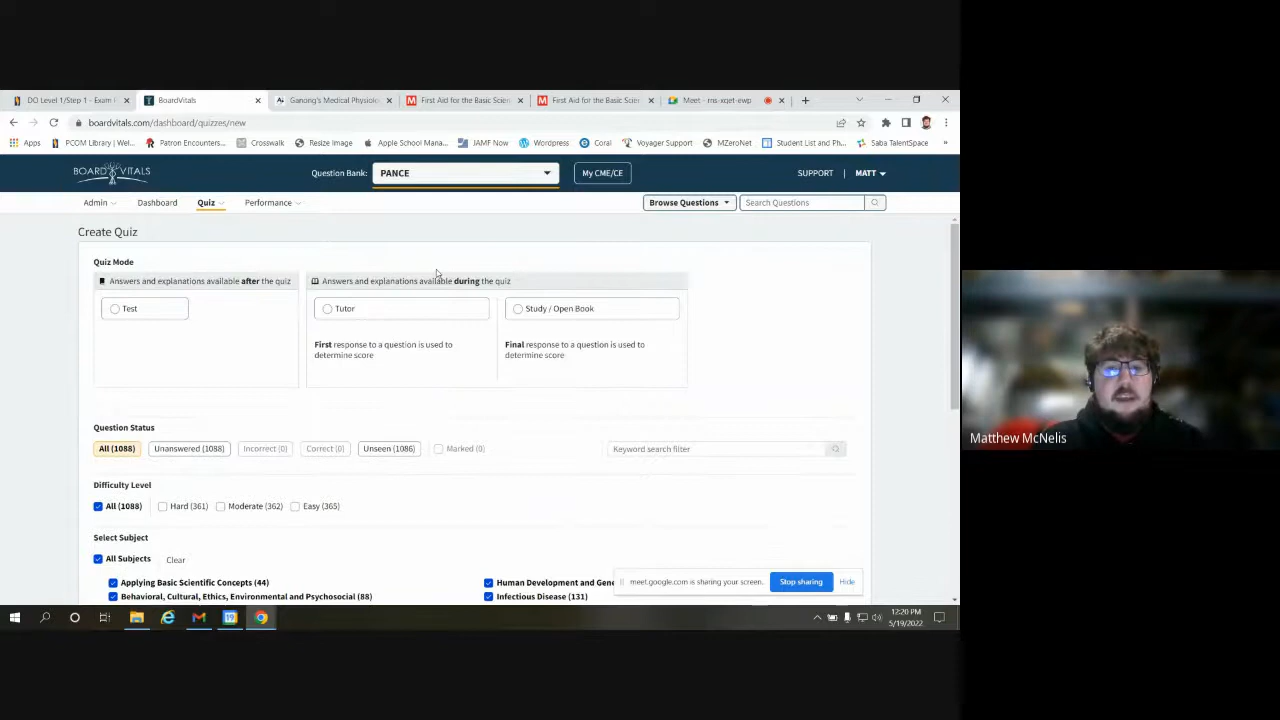 DO Level 1/Step 1 - Exam
BoardVitals
Ganong's Medical Physiolo
First Aid for the Basic Scien
First Aid for the Basic Scien
Meet - rns-xqet-ewp
boardvitals.com/dashboard/quizzes/new
Apps
PCOM Library | Wel...
Patron Encounters...
Crosswalk
Resize Image
Apple School Mana...
JAMF Now
Wordpress
Coral
Voyager Support
MZeroNet
Student List and Ph...
Saba TalentSpace
»
BOARD VITALS
Question Bank:
PANCE
My CME/CE
SUPPORT
MATT
Admin
Dashboard
Quiz
Performance
Browse Questions
Search Questions
Create Quiz
Quiz Mode
Answers and explanations available after the quiz
Answers and explanations available during the quiz
Test
Tutor
Study / Open Book
First response to a question is used to
determine score
Final response to a question is used to
determine score
Question Status
All (1088)
Unanswered (1088)
Incorrect (0)
Correct (0)
Unseen (1086)
Marked (0)
Keyword search filter
Difficulty Level
All (1088)
Hard (361)
Moderate (362)
Easy (365)
Select Subject
All Subjects
Clear
Applying Basic Scientific Concepts (44)
Human Development and Gene
Behavioral, Cultural, Ethics, Environmental and Psychosocial (88)
Infectious Disease (131)
meet.google.com is sharing your screen.
Stop sharing
Hide
12:20 PM
5/19/2022
Matthew McNelis